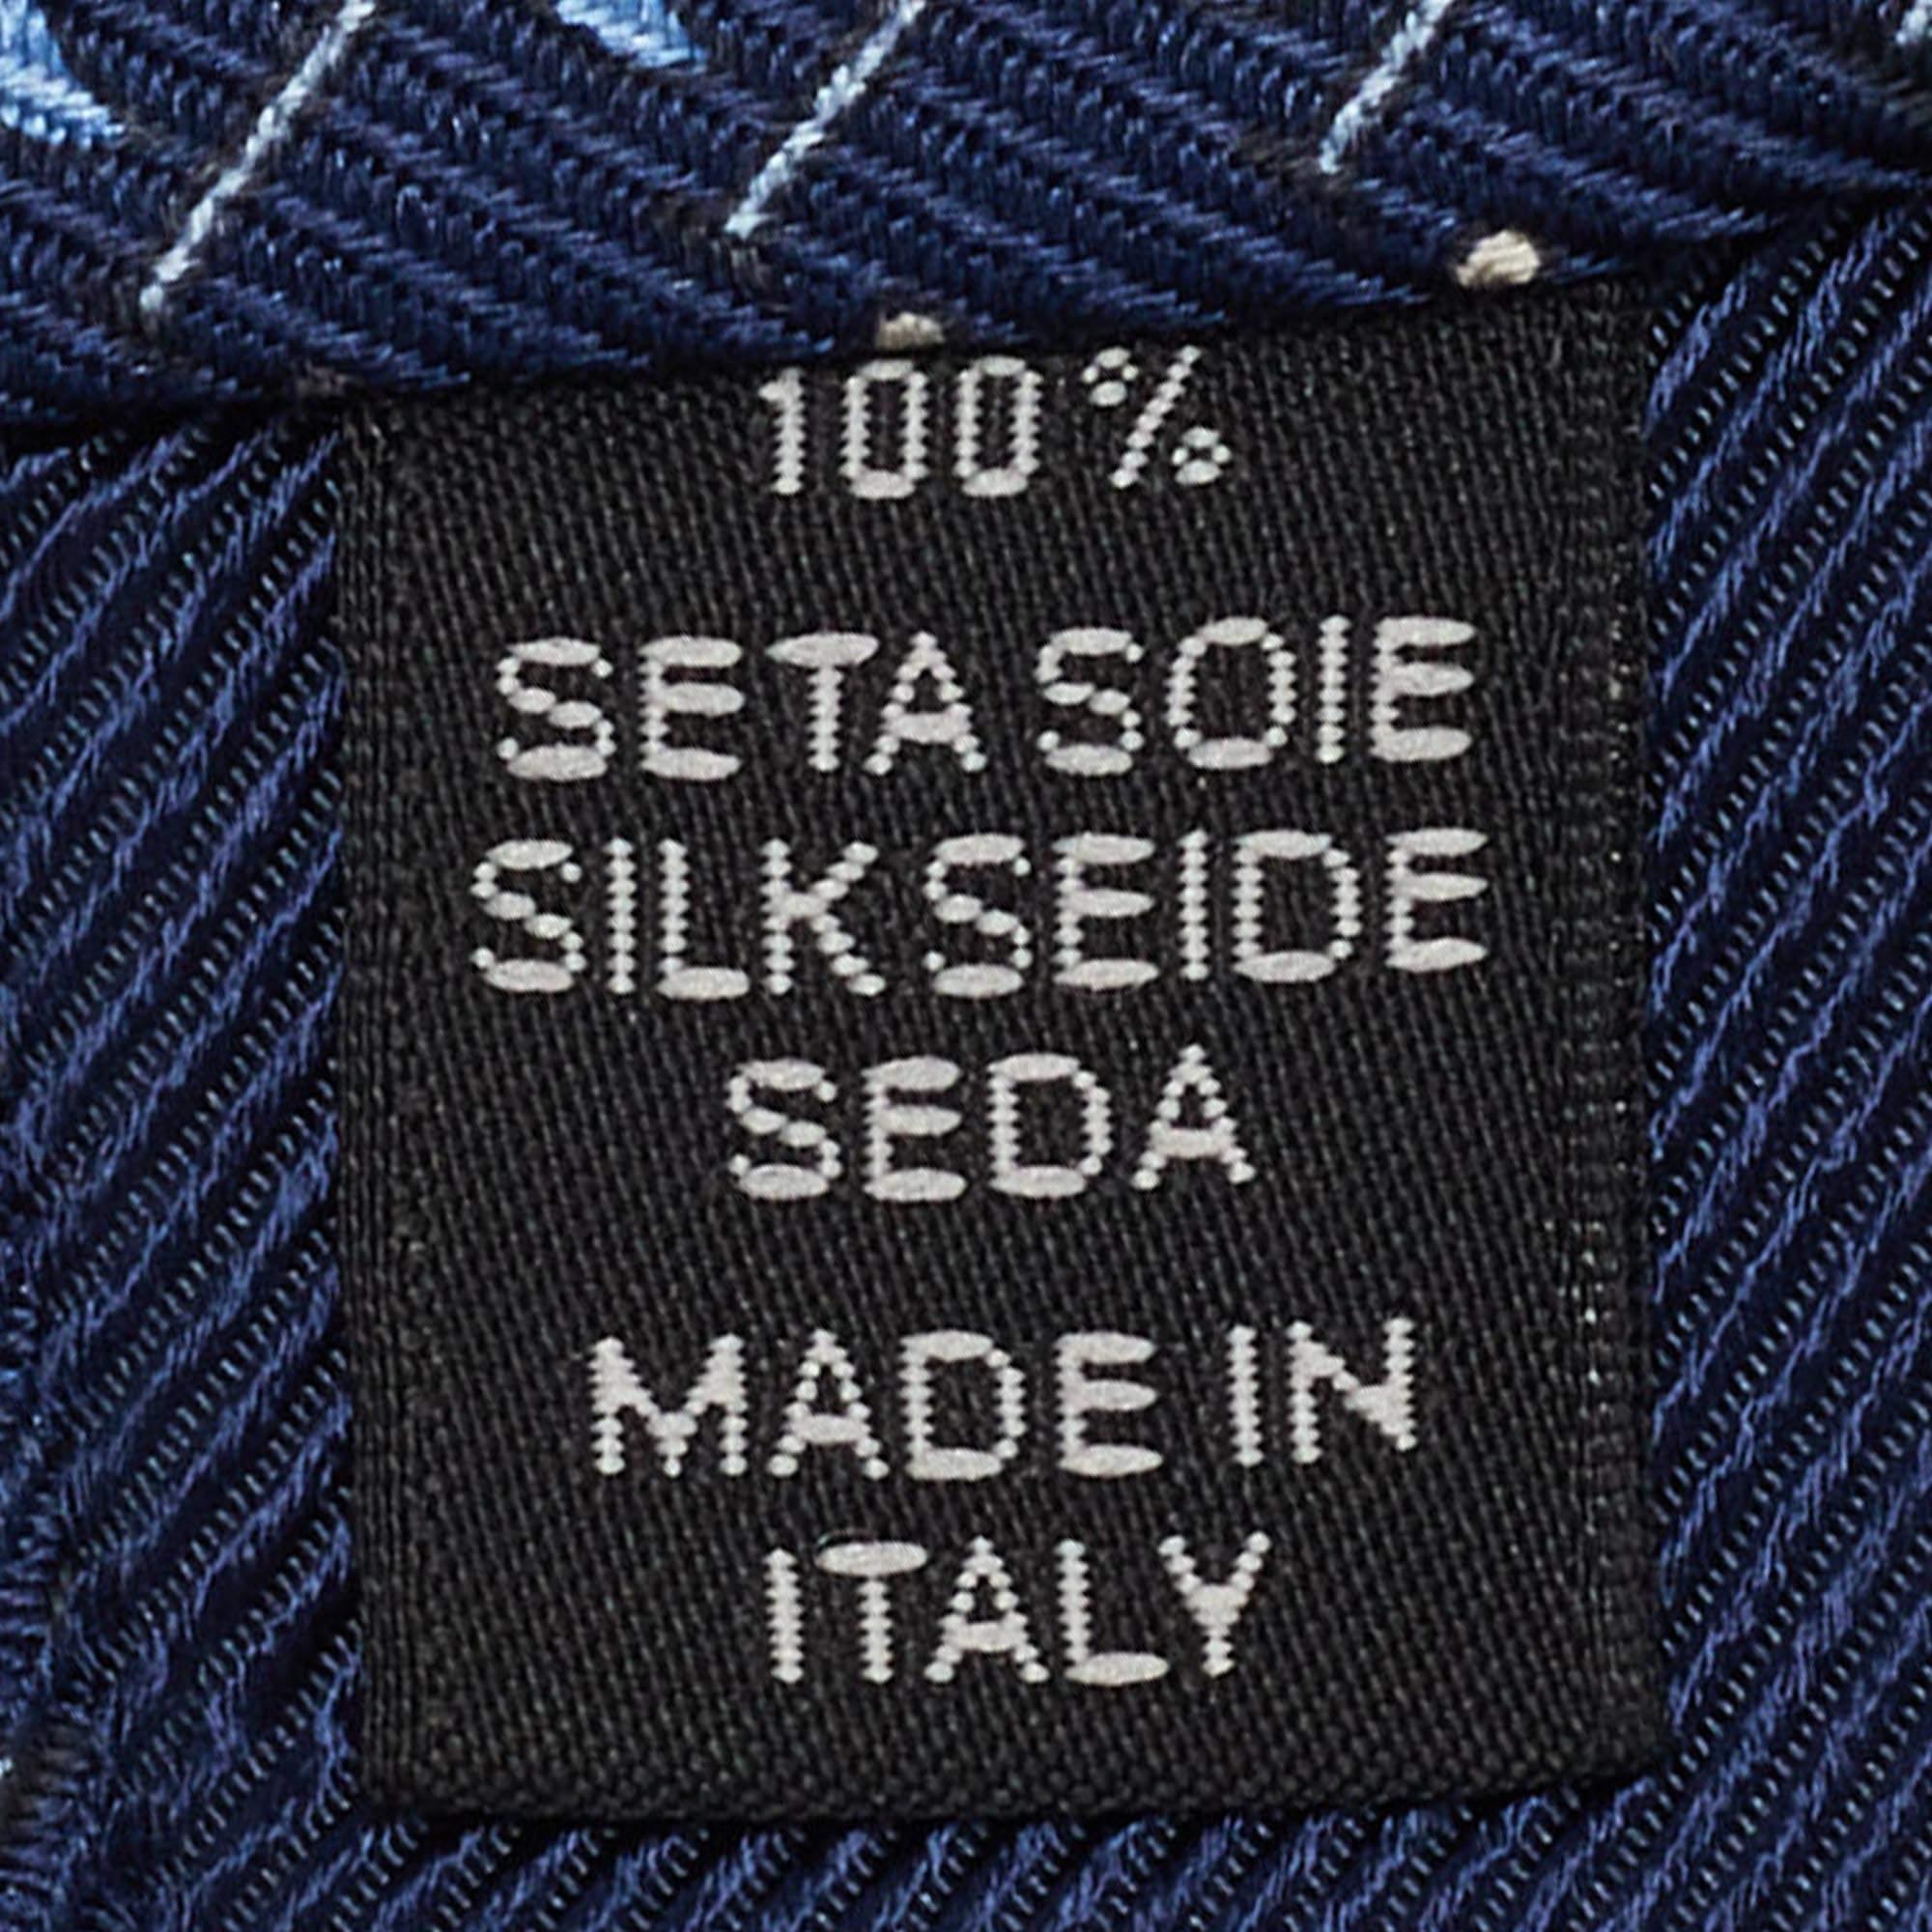 100%
SETA SOIE
SILK SEIDE
SEDA
MADE IN
ITALY